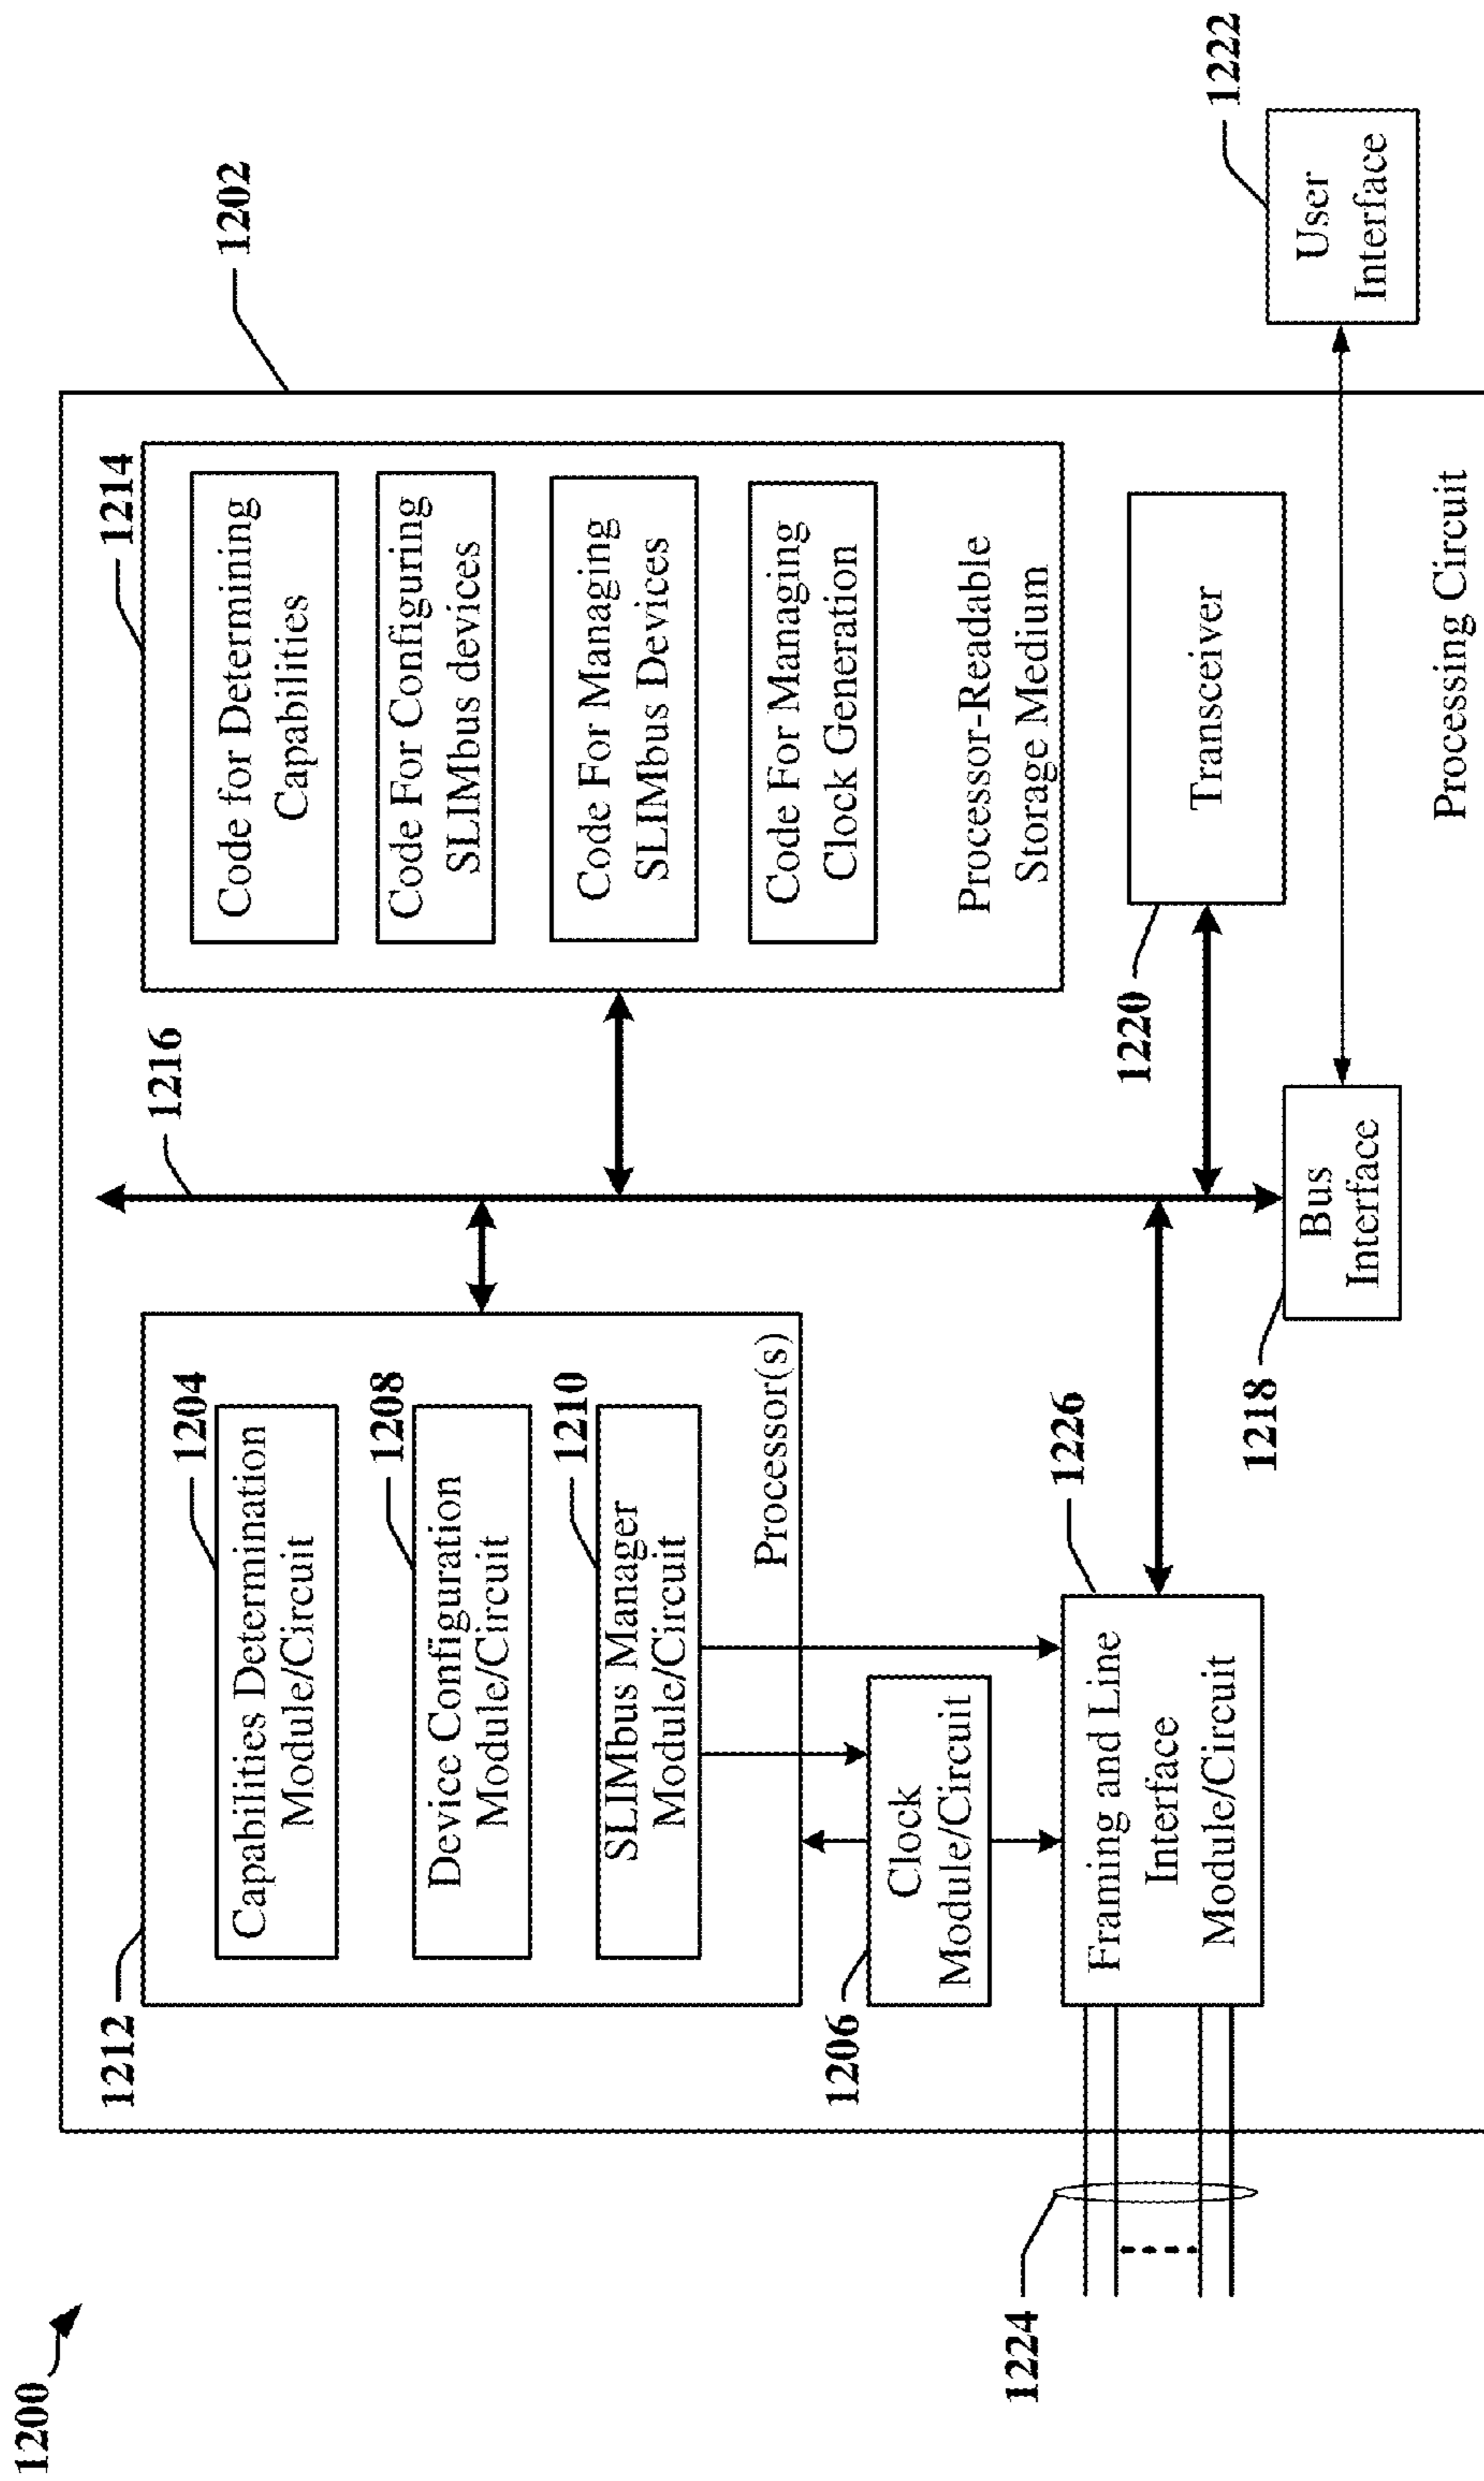 1200
1202
1212
1204
Capabilities Determination
Module/Circuit
1208
Device Configuration
Module/Circuit
1210
SLIMbus Manager
Module/Circuit
Processor(s)
1216
1214
Code for Determining
Capabilities
Code For Configuring
SLIMbus devices
Code For Managing
SLIMbus Devices
Code For Managing
Clock Generation
Processor-Readable
Storage Medium
1206
Clock
Module/Circuit
1226
Framing and Line
Interface
Module/Circuit
1224
1220
Transceiver
1218
Bus
Interface
1222
User
Interface
Processing Circuit